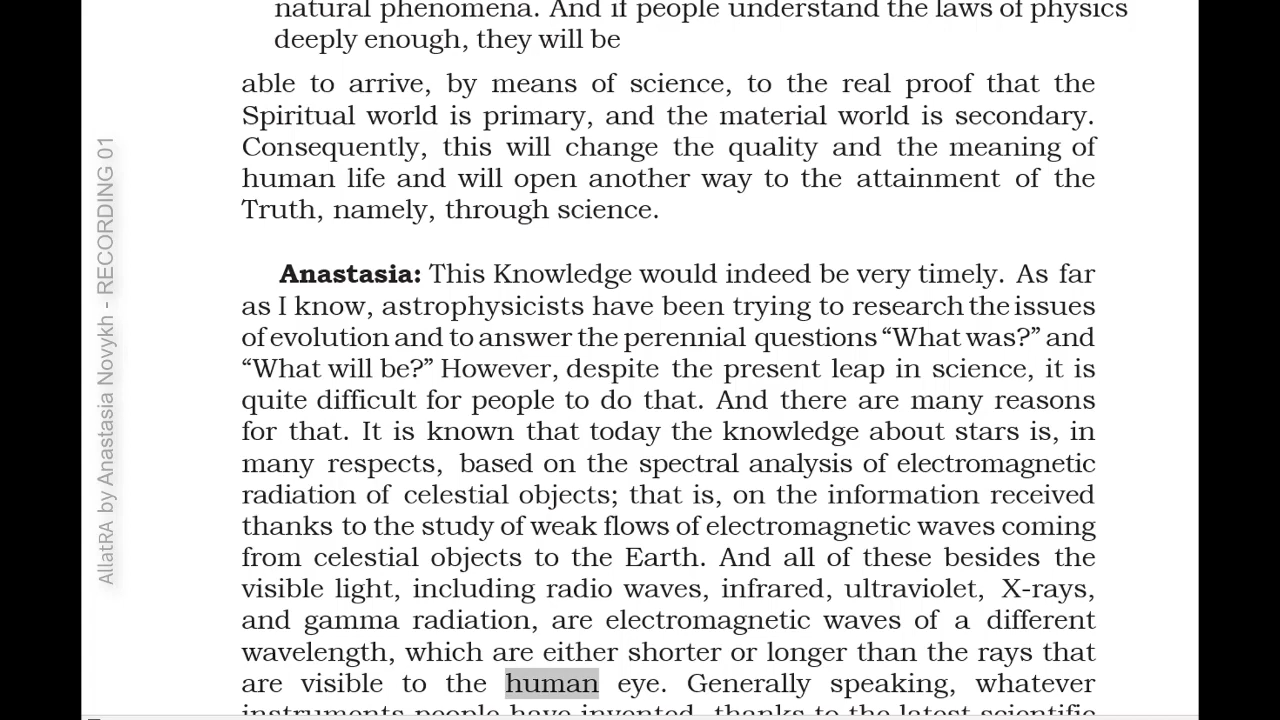 natural phenomena. And if people understand the laws of physics
deeply enough, they will be
able to arrive, by means of science, to the real proof that the
Spiritual world is primary, and the material world is secondary.
Consequently, this will change the quality and the meaning of
human life and will open another way to the attainment of the
Truth, namely, through science.
Anastasia: This Knowledge would indeed be very timely. As far
as I know, astrophysicists have been trying to research the issues
of evolution and to answer the perennial questions “What was?” and
“What will be?” However, despite the present leap in science, it is
quite difficult for people to do that. And there are many reasons
for that. It is known that today the knowledge about stars is, in
many respects, based on the spectral analysis of electromagnetic
radiation of celestial objects; that is, on the information received
thanks to the study of weak flows of electromagnetic waves coming
from celestial objects to the Earth. And all of these besides the
visible light, including radio waves, infrared, ultraviolet, X-rays,
and gamma radiation, are electromagnetic waves of a different
wavelength, which are either shorter or longer than the rays that
are visible to the human eye. Generally speaking, whatever
instruments people have invented, thanks to the latest scientific
AllatRA by Anastasia Novykh - RECORDING 01